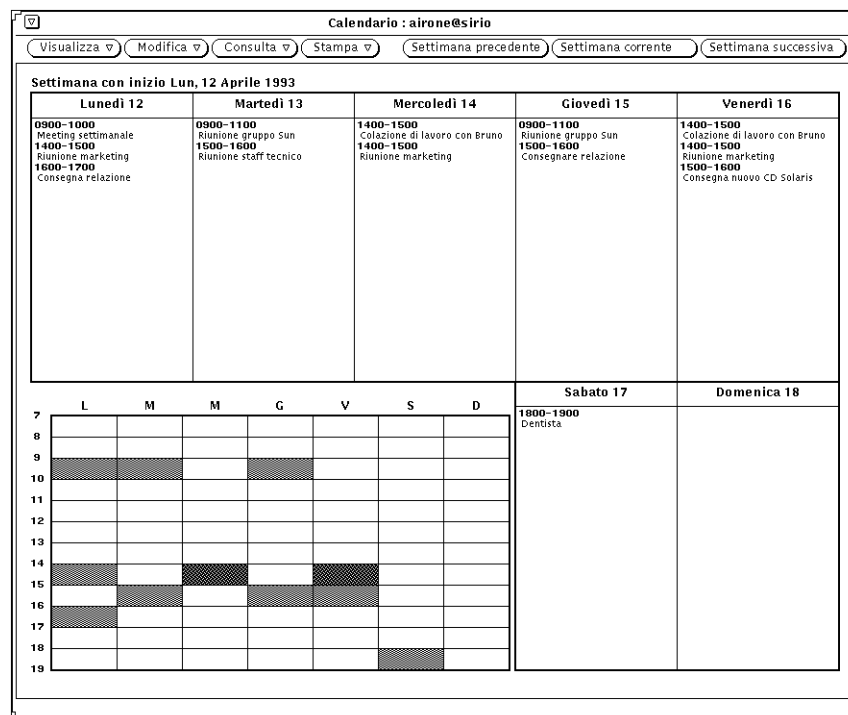 Calendario : airone@sirio
Visualizza Modifica Consulta Stampa Settimana precedente Settimana corrente Settimana successiva
Settimana con inizio Lun, 12 Aprile 1993
Lunedì 12
0900-1000
Meeting settimanale
1400-1500
Riunione marketing
1600-1700
Consegna relazione
Martedì 13
0900-1100
Riunione gruppo Sun
1500-1600
Riunione staff tecnico
Mercoledì 14
1400-1500
Colazione di lavoro con Bruno
1400-1500
Riunione marketing
Giovedì 15
0900-1100
Riunione gruppo Sun
1500-1600
Consegnare relazione
Venerdì 16
1400-1500
Colazione di lavoro con Bruno
1400-1500
Riunione marketing
1500-1600
Consegna nuovo CD Solaris
L M M G V S D
7
8
9
10
11
12
13
14
15
16
17
18
19
Sabato 17
1800-1900
Dentista
Domenica 18